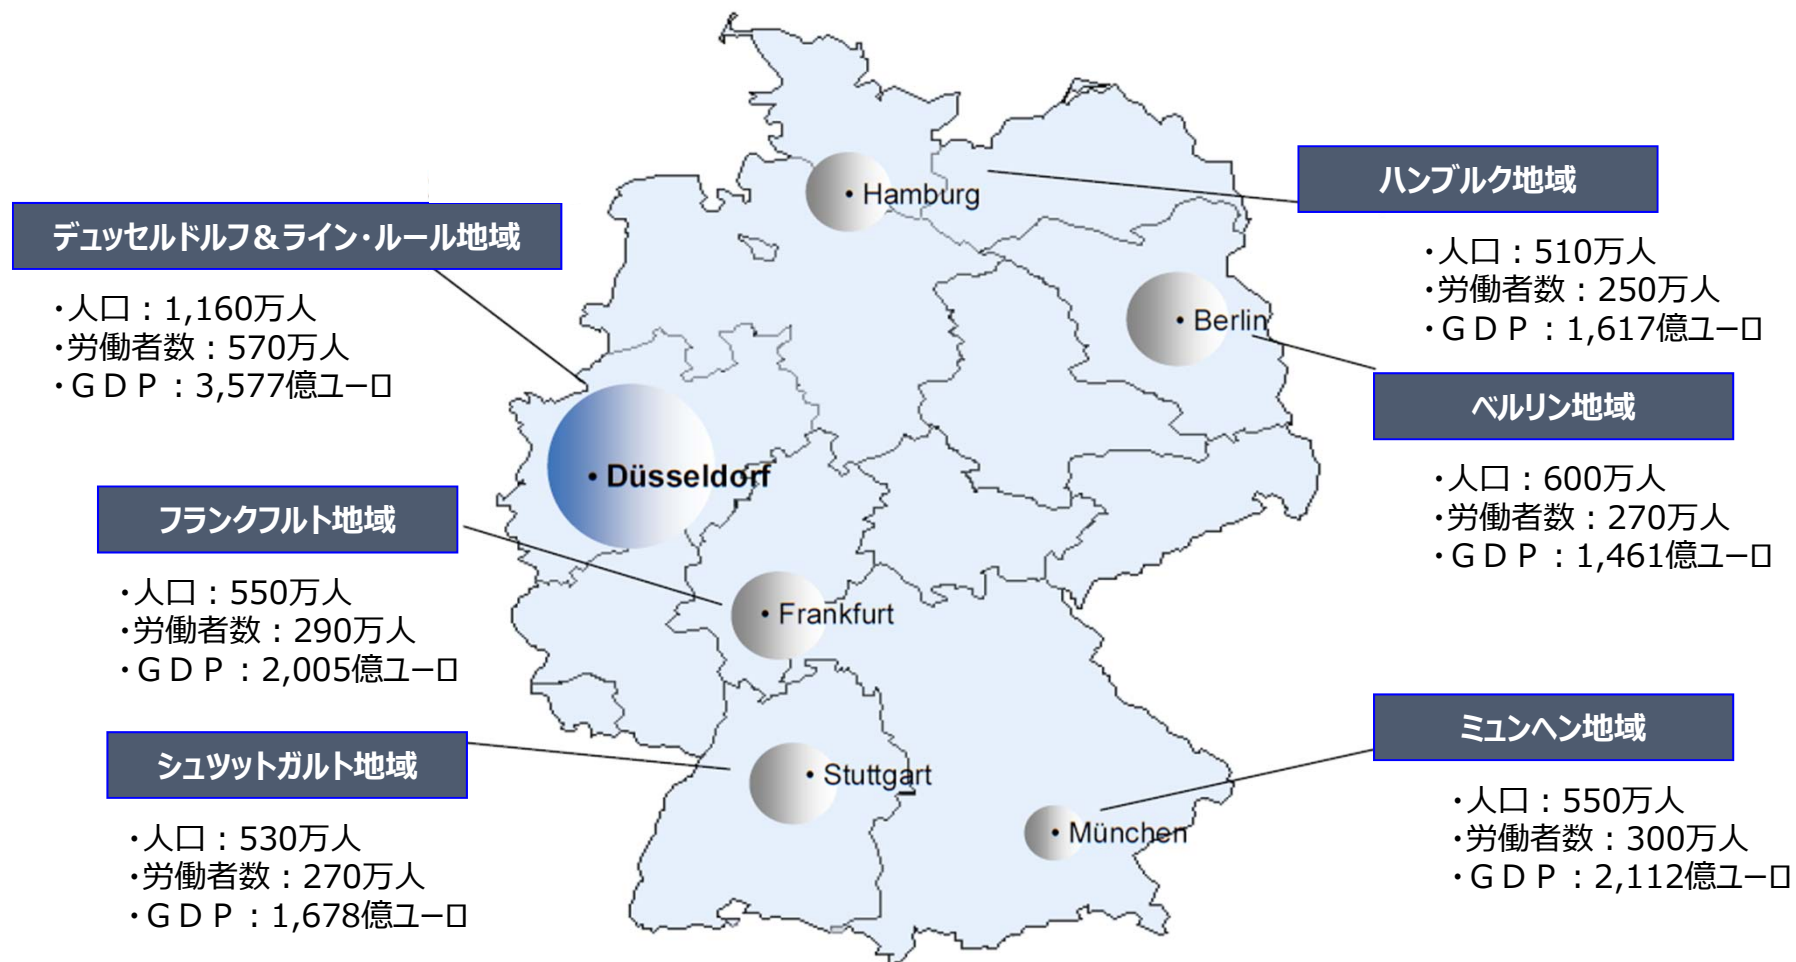 デュッセルドルフ&ライン・ルール地域
・人口：1,160万人
・労働者数：570万人
・ＧＤＰ：3,577億ユーロ
フランクフルト地域
・人口：550万人
・労働者数：290万人
・ＧＤＰ：2,005億ユーロ
シュツットガルト地域
・人口：530万人
・労働者数：270万人
・ＧＤＰ：1,678億ユーロ
・Hamburg
・Berlin
・Düsseldorf
・Frankfurt
・Stuttgart
・München
ハンブルク地域
・人口：510万人
・労働者数：250万人
・ＧＤＰ：1,617億ユーロ
ベルリン地域
・人口：600万人
・労働者数：270万人
・ＧＤＰ：1,461億ユーロ
ミュンヘン地域
・人口：550万人
・労働者数：300万人
・ＧＤＰ：2,112億ユーロ